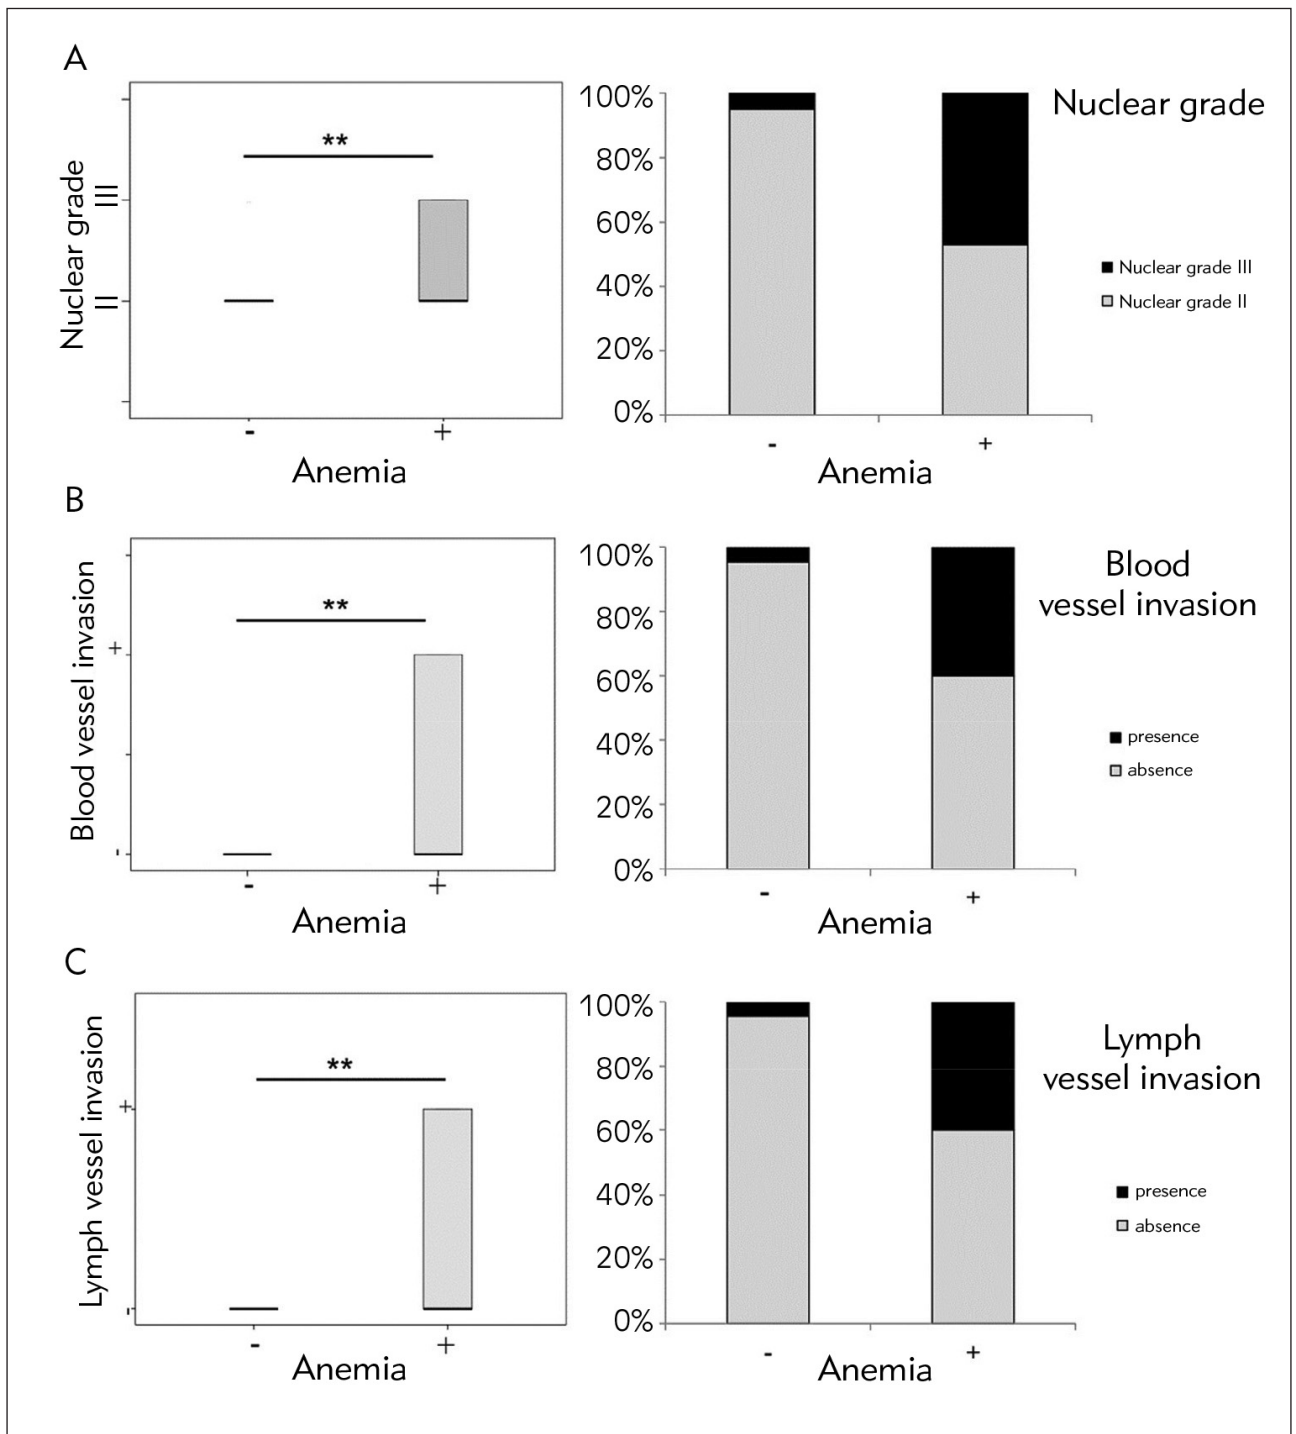 A
Nuclear grade
III
II
**
- +
Anemia
100%
80%
60%
40%
20%
0%
- +
Anemia
Nuclear grade
Nuclear grade III
Nuclear grade II
B
Blood vessel invasion
+
-
**
- +
Anemia
100%
80%
60%
40%
20%
0%
- +
Anemia
Blood
vessel invasion
presence
absence
C
Lymph vessel invasion
+
-
**
- +
Anemia
100%
80%
60%
40%
20%
0%
- +
Anemia
Lymph
vessel invasion
presence
absence